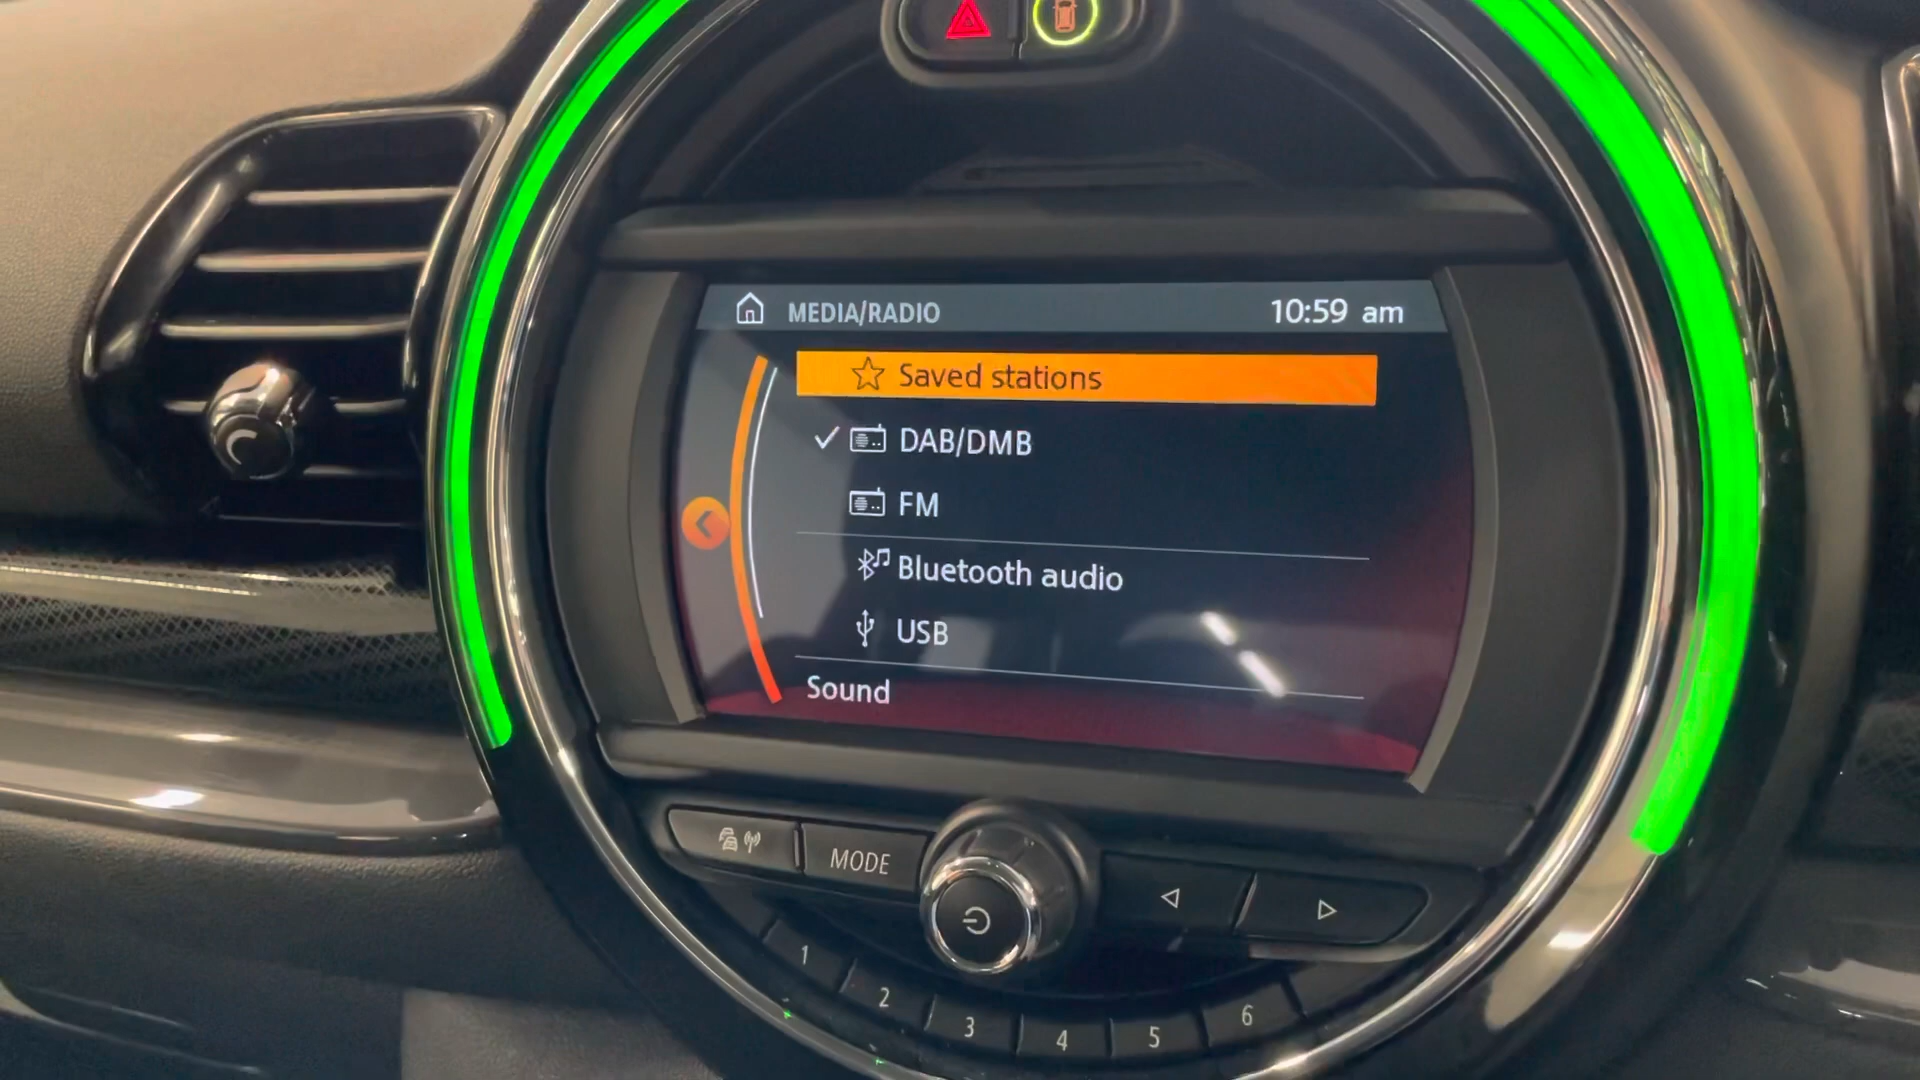 MEDIA/RADIO 10:59 am
Saved stations
DAB/DMB
FM
Bluetooth audio
USB
Sound
MODE
1 2 3 4 5 6